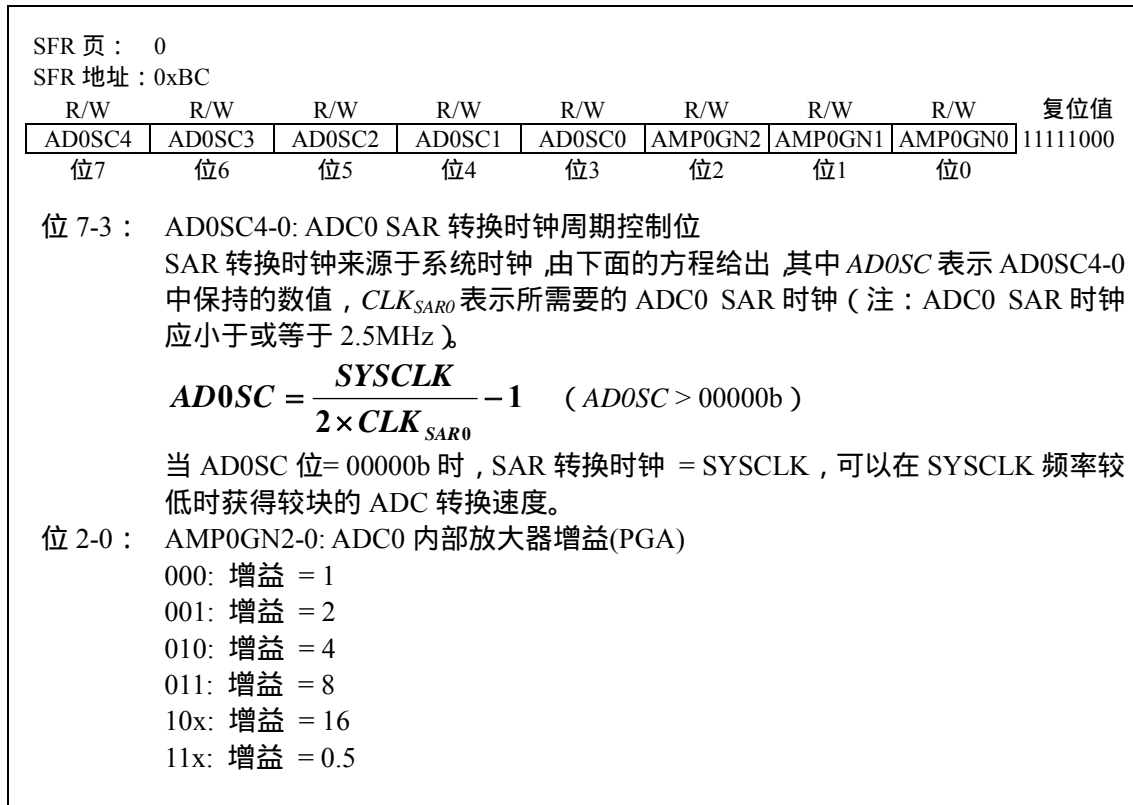 SFR 页： 0
SFR 地址：0xBC
R/W R/W R/W R/W R/W R/W R/W R/W 复位值
AD0SC4 AD0SC3 AD0SC2 AD0SC1 AD0SC0 AMP0GN2 AMP0GN1 AMP0GN0 11111000
位7 位6 位5 位4 位3 位2 位1 位0
位 7-3： AD0SC4-0: ADC0 SAR 转换时钟周期控制位
SAR 转换时钟来源于系统时钟，由下面的方程给出，其中 AD0SC 表示 AD0SC4-0
中保持的数值，CLK_SAR0 表示所需要的 ADC0 SAR 时钟（注：ADC0 SAR 时钟
应小于或等于 2.5MHz）。
AD0SC = SYSCLK / (2×CLK_SAR0) − 1 （AD0SC > 00000b）
当 AD0SC 位= 00000b 时，SAR 转换时钟 = SYSCLK，可以在 SYSCLK 频率较
低时获得较块的 ADC 转换速度。
位 2-0： AMP0GN2-0: ADC0 内部放大器增益(PGA)
000: 增益 = 1
001: 增益 = 2
010: 增益 = 4
011: 增益 = 8
10x: 增益 = 16
11x: 增益 = 0.5